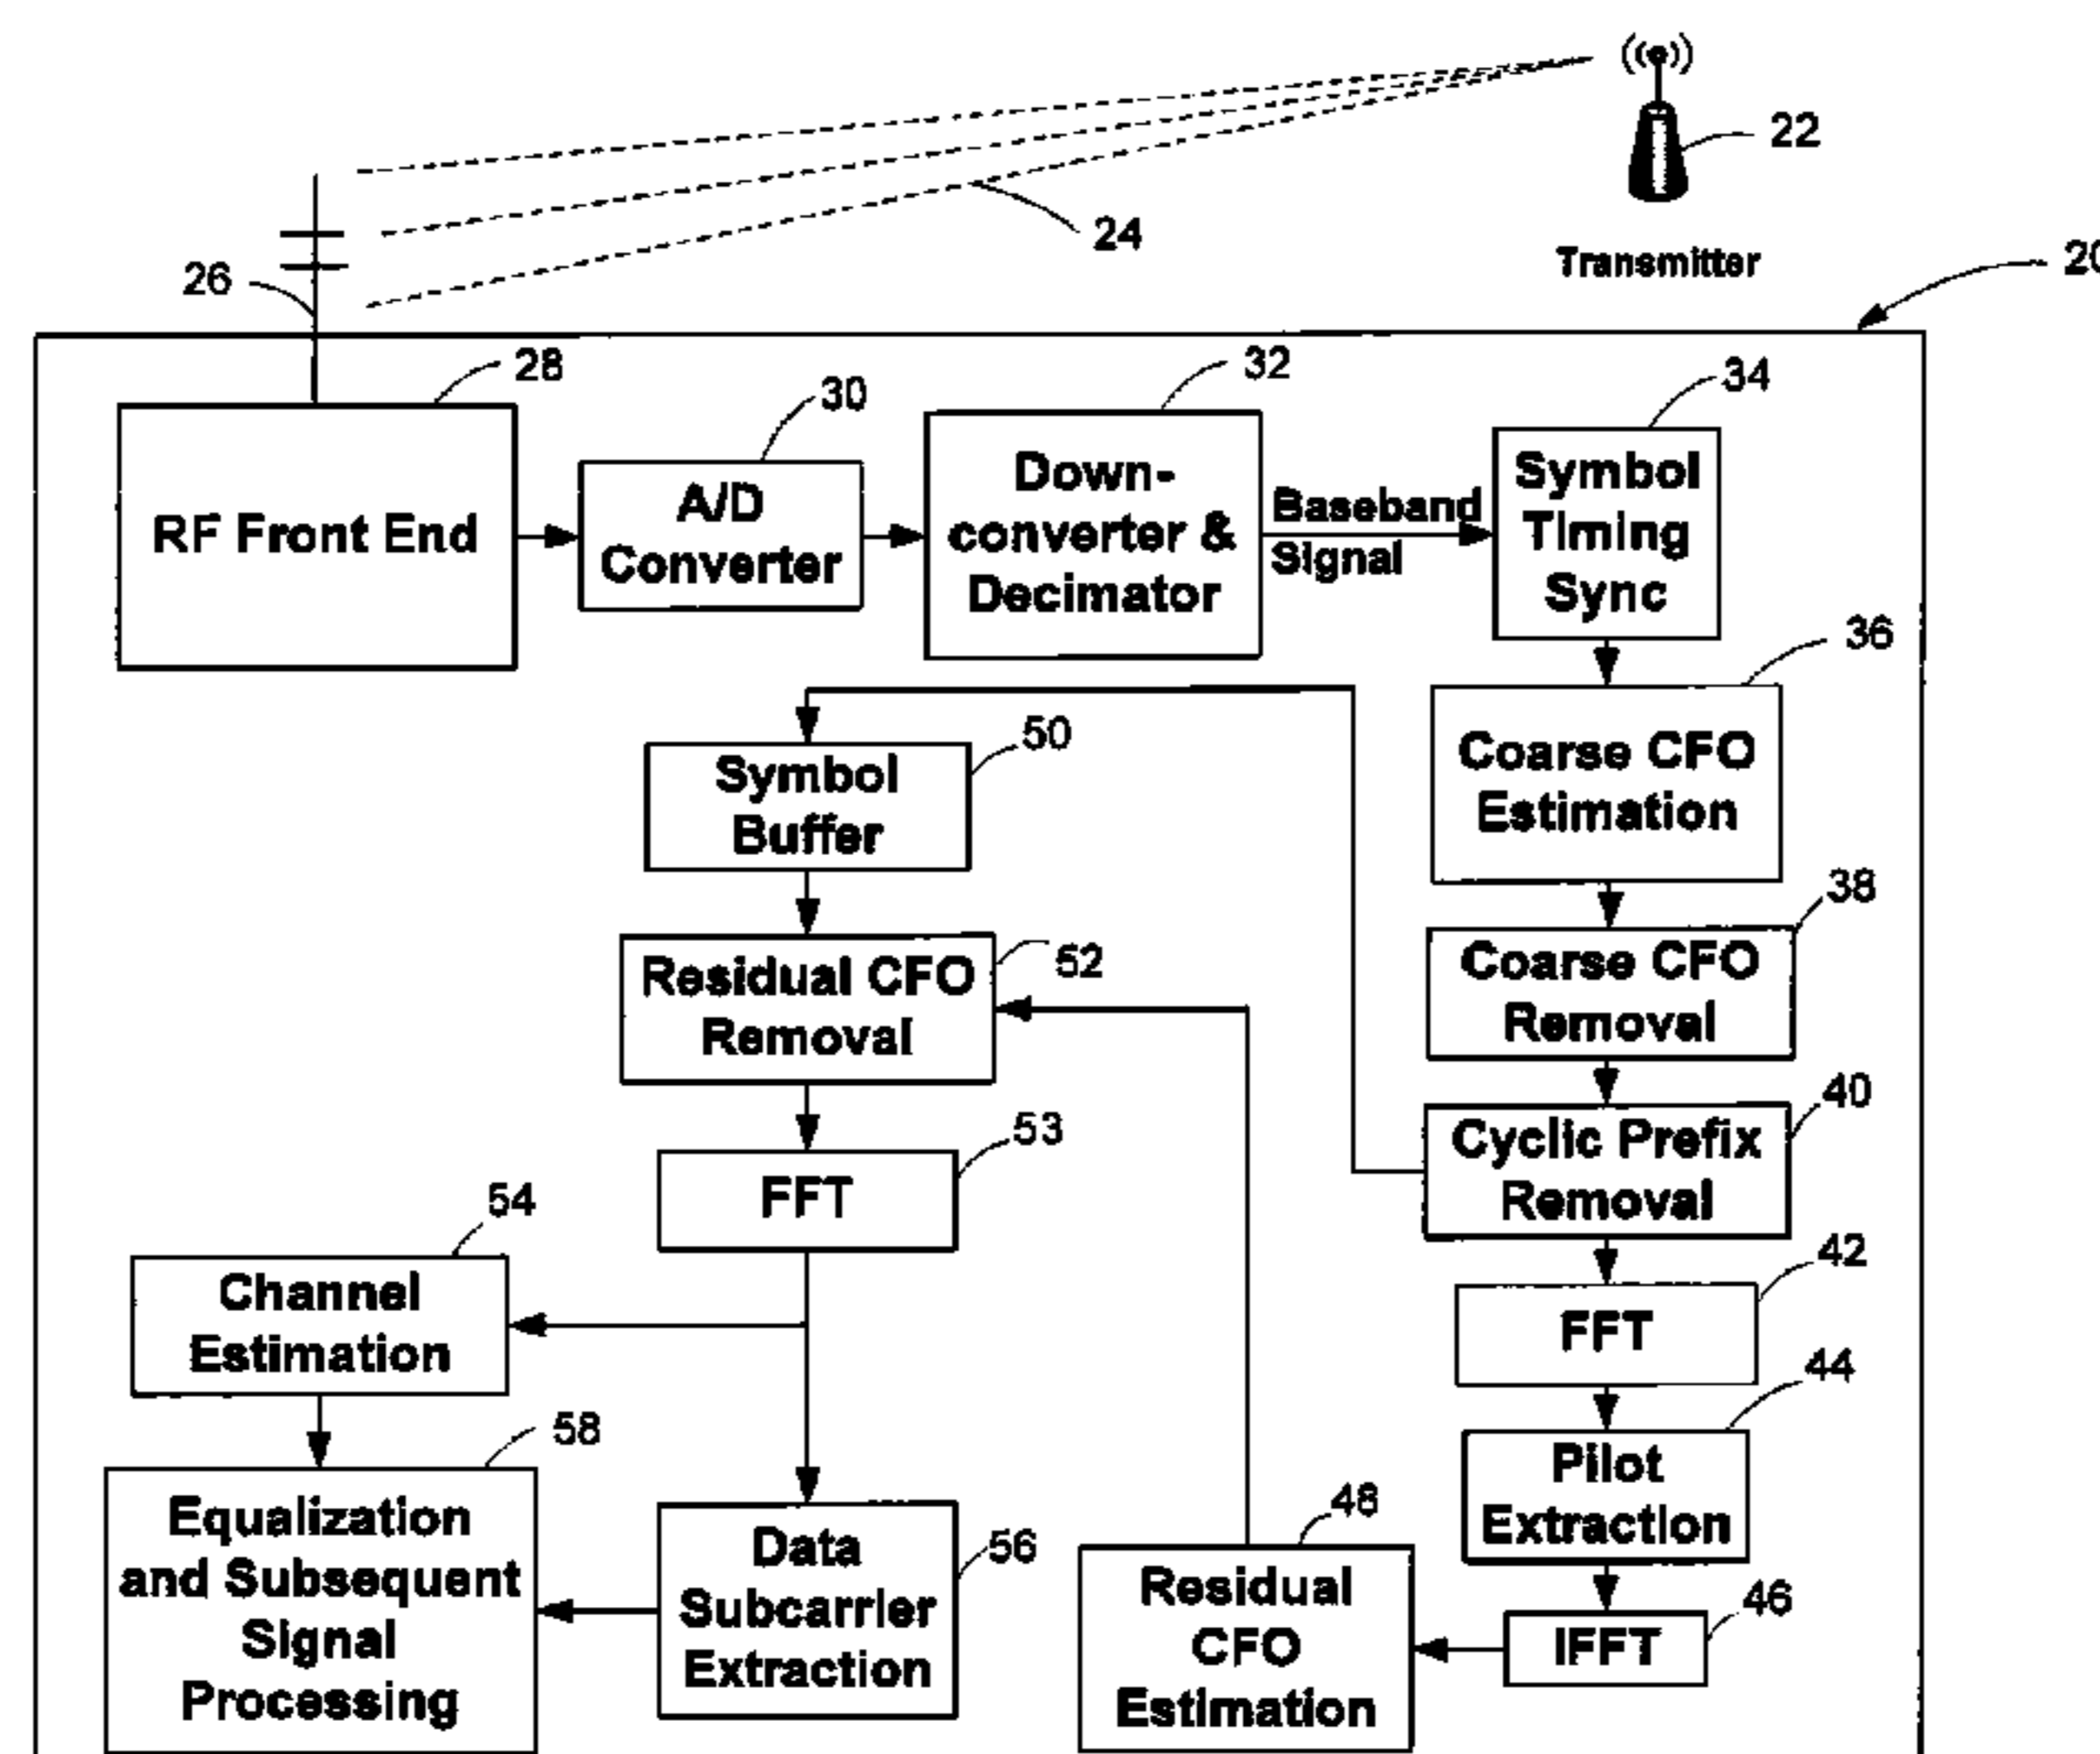 22
24
Transmitter
26
20
28
30
32
34
RF Front End
A/D
Converter
Down-
converter &
Decimator
Baseband
Signal
Symbol
Timing
Sync
36
50
Symbol
Buffer
Coarse CFO
Estimation
38
52
Residual CFO
Removal
Coarse CFO
Removal
40
53
Cyclic Prefix
Removal
FFT
54
42
Channel
Estimation
FFT
44
58
Pilot
Extraction
48
Equalization
and Subsequent
Signal
Processing
Data
Subcarrier
Extraction
56
Residual
CFO
Estimation
46
IFFT